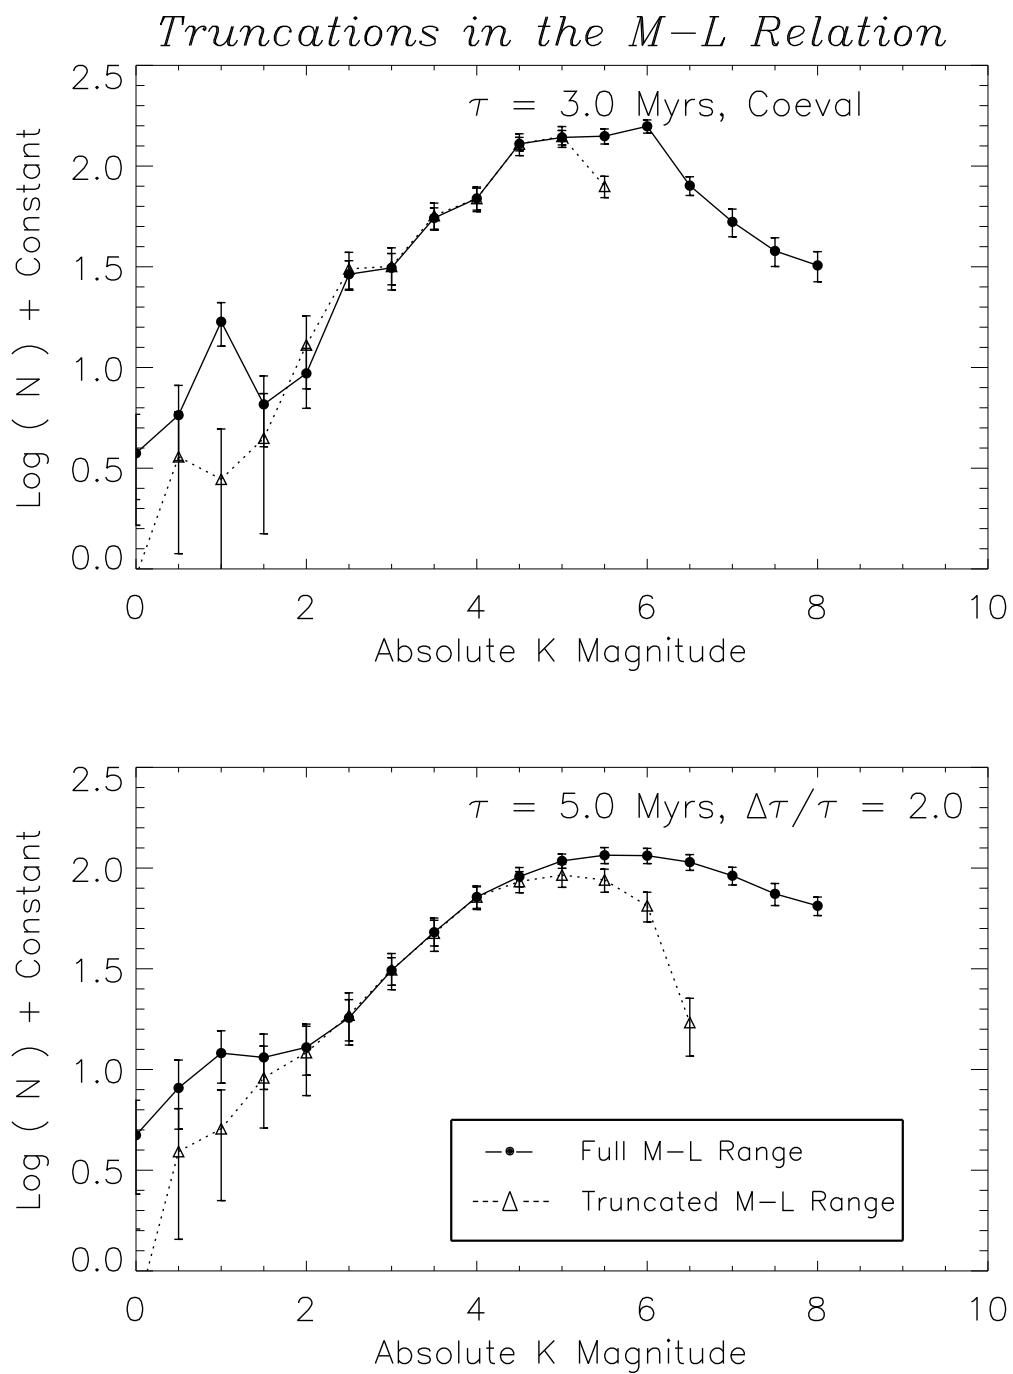 Truncations in the M−L Relation
τ = 3.0 Myrs, Coeval
Log ( N ) + Constant
2.5
2.0
1.5
1.0
0.5
0.0
0 2 4 6 8 10
Absolute K Magnitude
τ = 5.0 Myrs, Δτ/τ = 2.0
Log ( N ) + Constant
2.5
2.0
1.5
1.0
0.5
0.0
Full M−L Range
Truncated M−L Range
0 2 4 6 8 10
Absolute K Magnitude